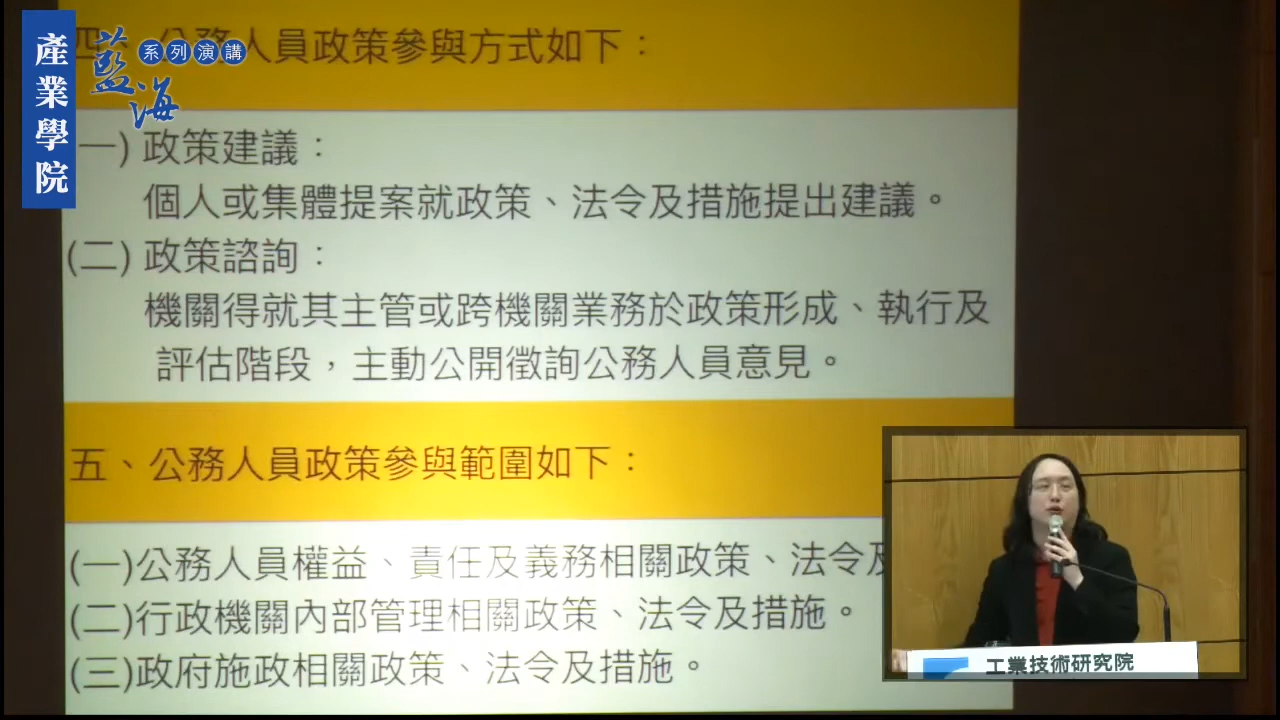 產業學院
藍海
系列演講
四、公務人員政策參與方式如下：
一) 政策建議：
個人或集體提案就政策、法令及措施提出建議。
(二) 政策諮詢：
機關得就其主管或跨機關業務於政策形成、執行及
評估階段，主動公開徵詢公務人員意見。
五、公務人員政策參與範圍如下：
(一)公務人員權益、責任及義務相關政策、法令及
(二)行政機關內部管理相關政策、法令及措施。
(三)政府施政相關政策、法令及措施。
工業技術研究院